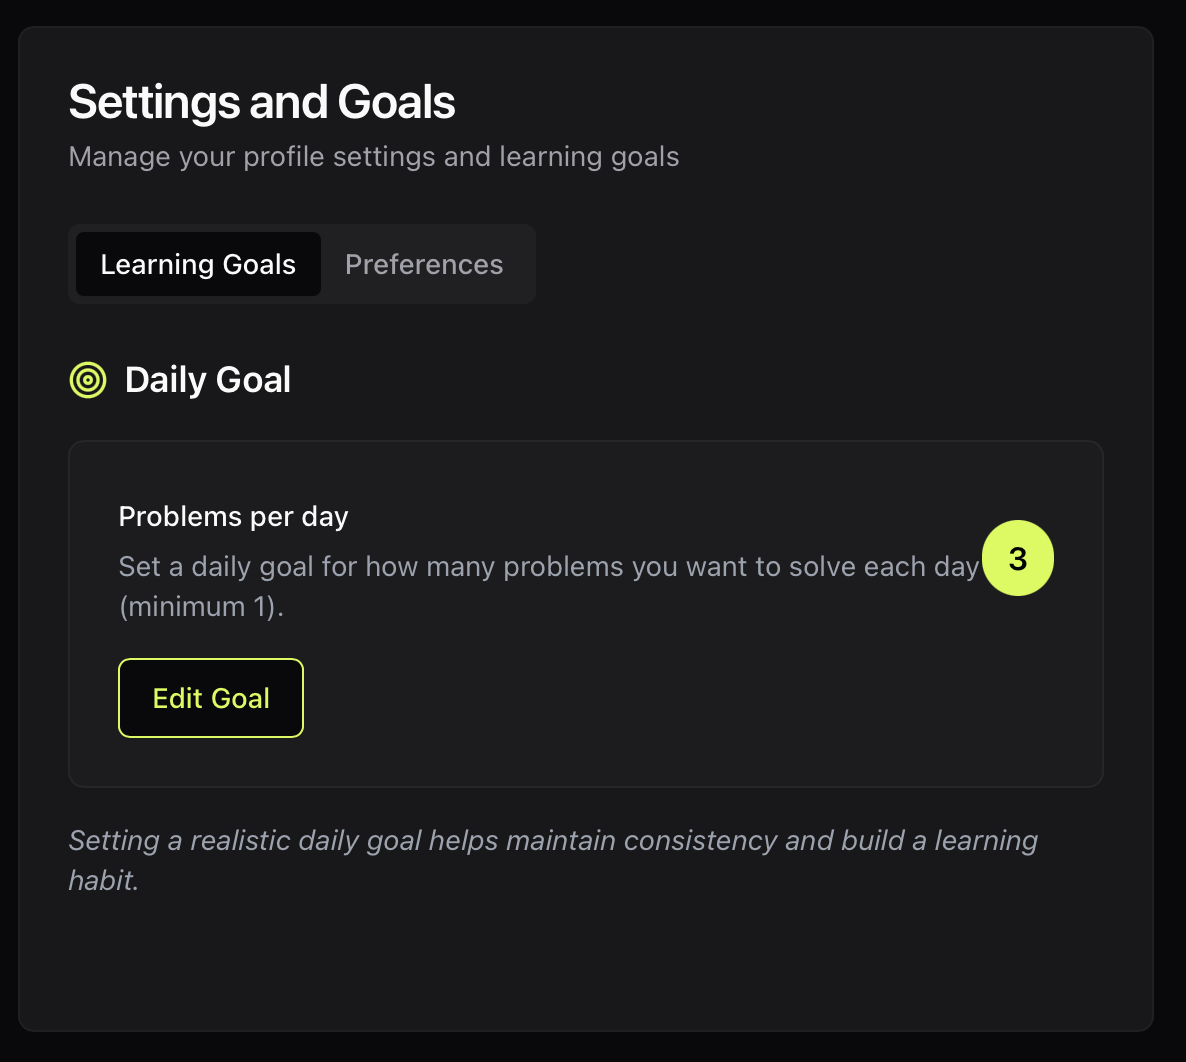 Settings and Goals
Manage your profile settings and learning goals
Learning Goals
Preferences
Daily Goal
Problems per day
Set a daily goal for how many problems you want to solve each day
(minimum 1).
3
Edit Goal
Setting a realistic daily goal helps maintain consistency and build a learning
habit.